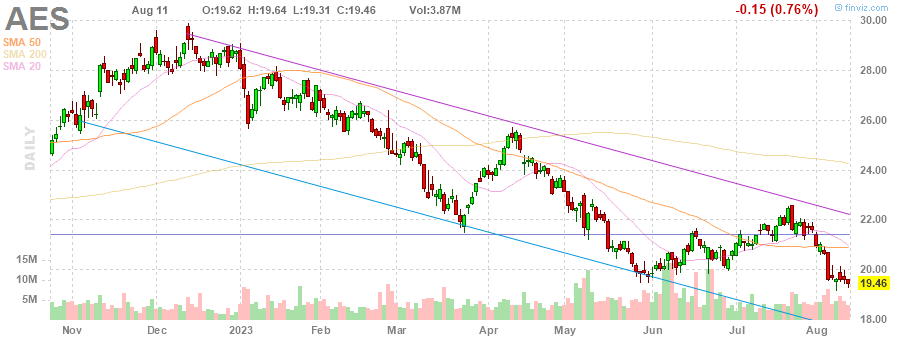 AES
Aug 11 O:19.62 H:19.64 L:19.31 C:19.46 Vol:3.87M
-0.15 (0.76%)
© finviz.com
SMA 50
SMA 200
SMA 20
DAILY
30.00
28.00
26.00
24.00
22.00
20.00
19.46
18.00
15M
10M
5M
Nov Dec 2023 Feb Mar Apr May Jun Jul Aug